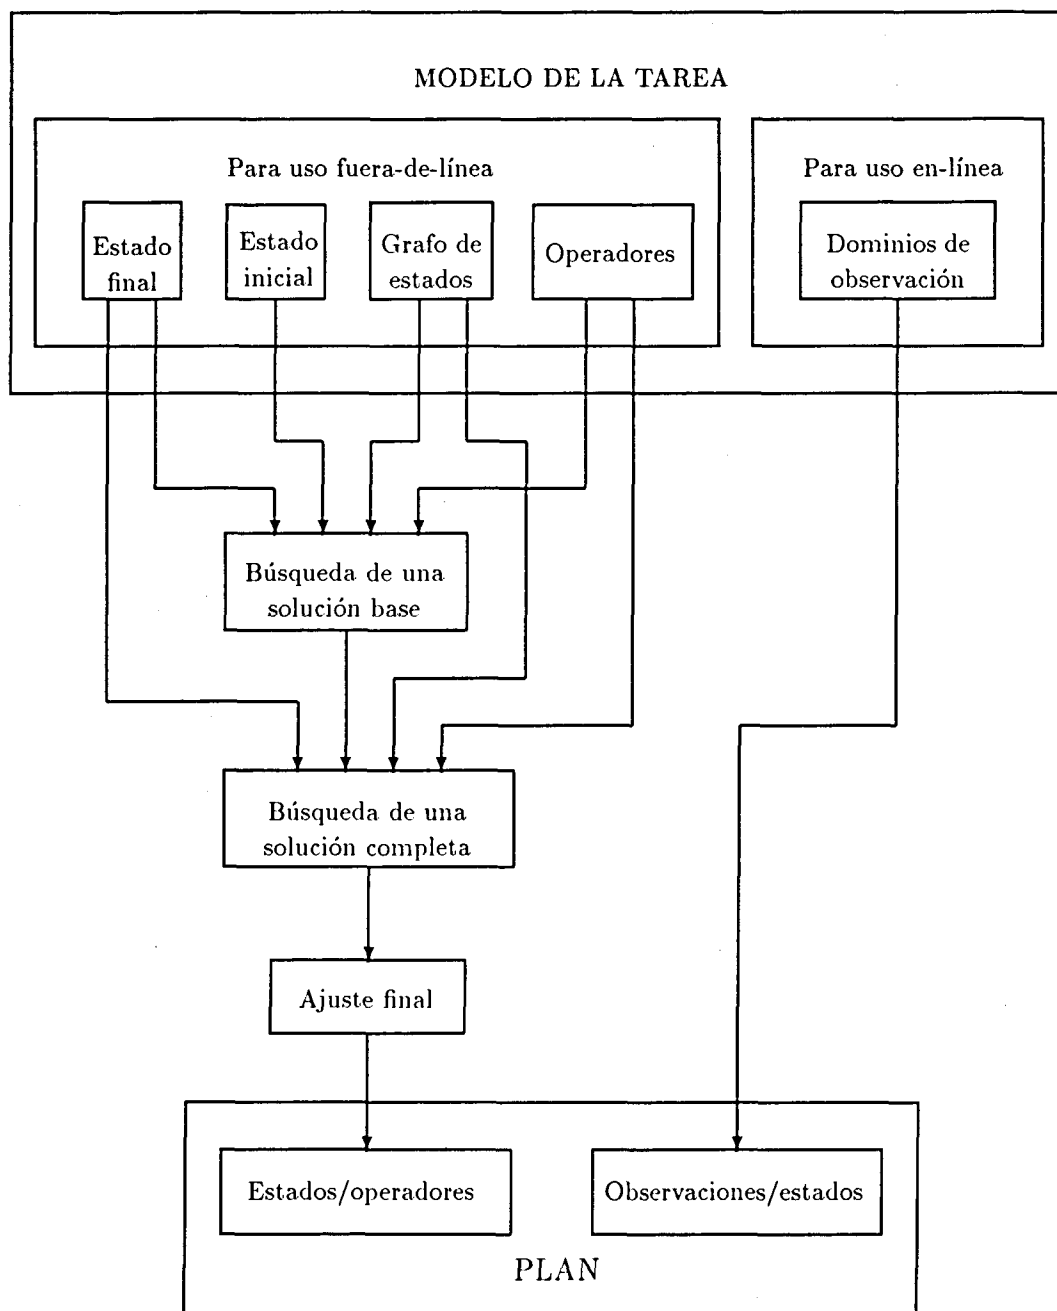 MODELO DE LA TAREA
Para uso fuera-de-línea
Para uso en-línea
Estado
final
Estado
inicial
Grafo de
estados
Operadores
Dominios de
observación
Búsqueda de una
solución base
Búsqueda de una
solución completa
Ajuste final
Estados/operadores
Observaciones/estados
PLAN